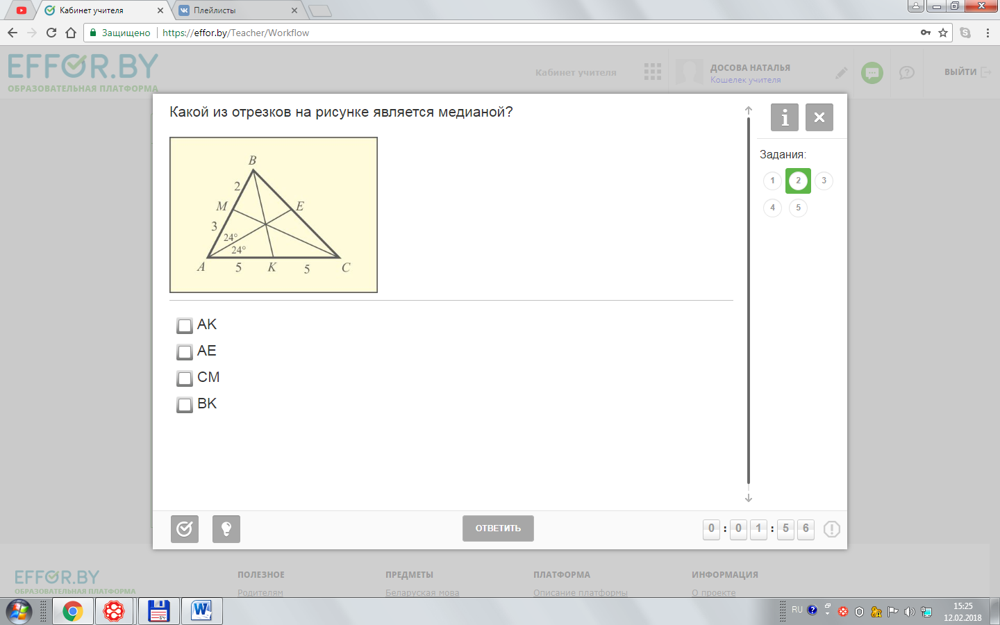 Кабинет учителя
Плейлисты
Защищено
https://effor.by/Teacher/Workflow
EFFOR.BY
ОБРАЗОВАТЕЛЬНАЯ ПЛАТФОРМА
Кабинет учителя
ДОСОВА НАТАЛЬЯ
Кошелек учителя
ВЫЙТИ
Какой из отрезков на рисунке является медианой?
B
2
M
E
3
24°
24°
A
5
K
5
C
AK
AE
CM
BK
i
Задания:
1 2 3
4 5
ОТВЕТИТЬ
0 : 0 1 : 5 6
EFFOR.BY
ОБРАЗОВАТЕЛЬНАЯ ПЛАТФОРМА
ПОЛЕЗНОЕ
Родителям
ПРЕДМЕТЫ
Беларуская мова
ПЛАТФОРМА
Описание платформы
ИНФОРМАЦИЯ
О проекте
64
RU
15:25
12.02.2018